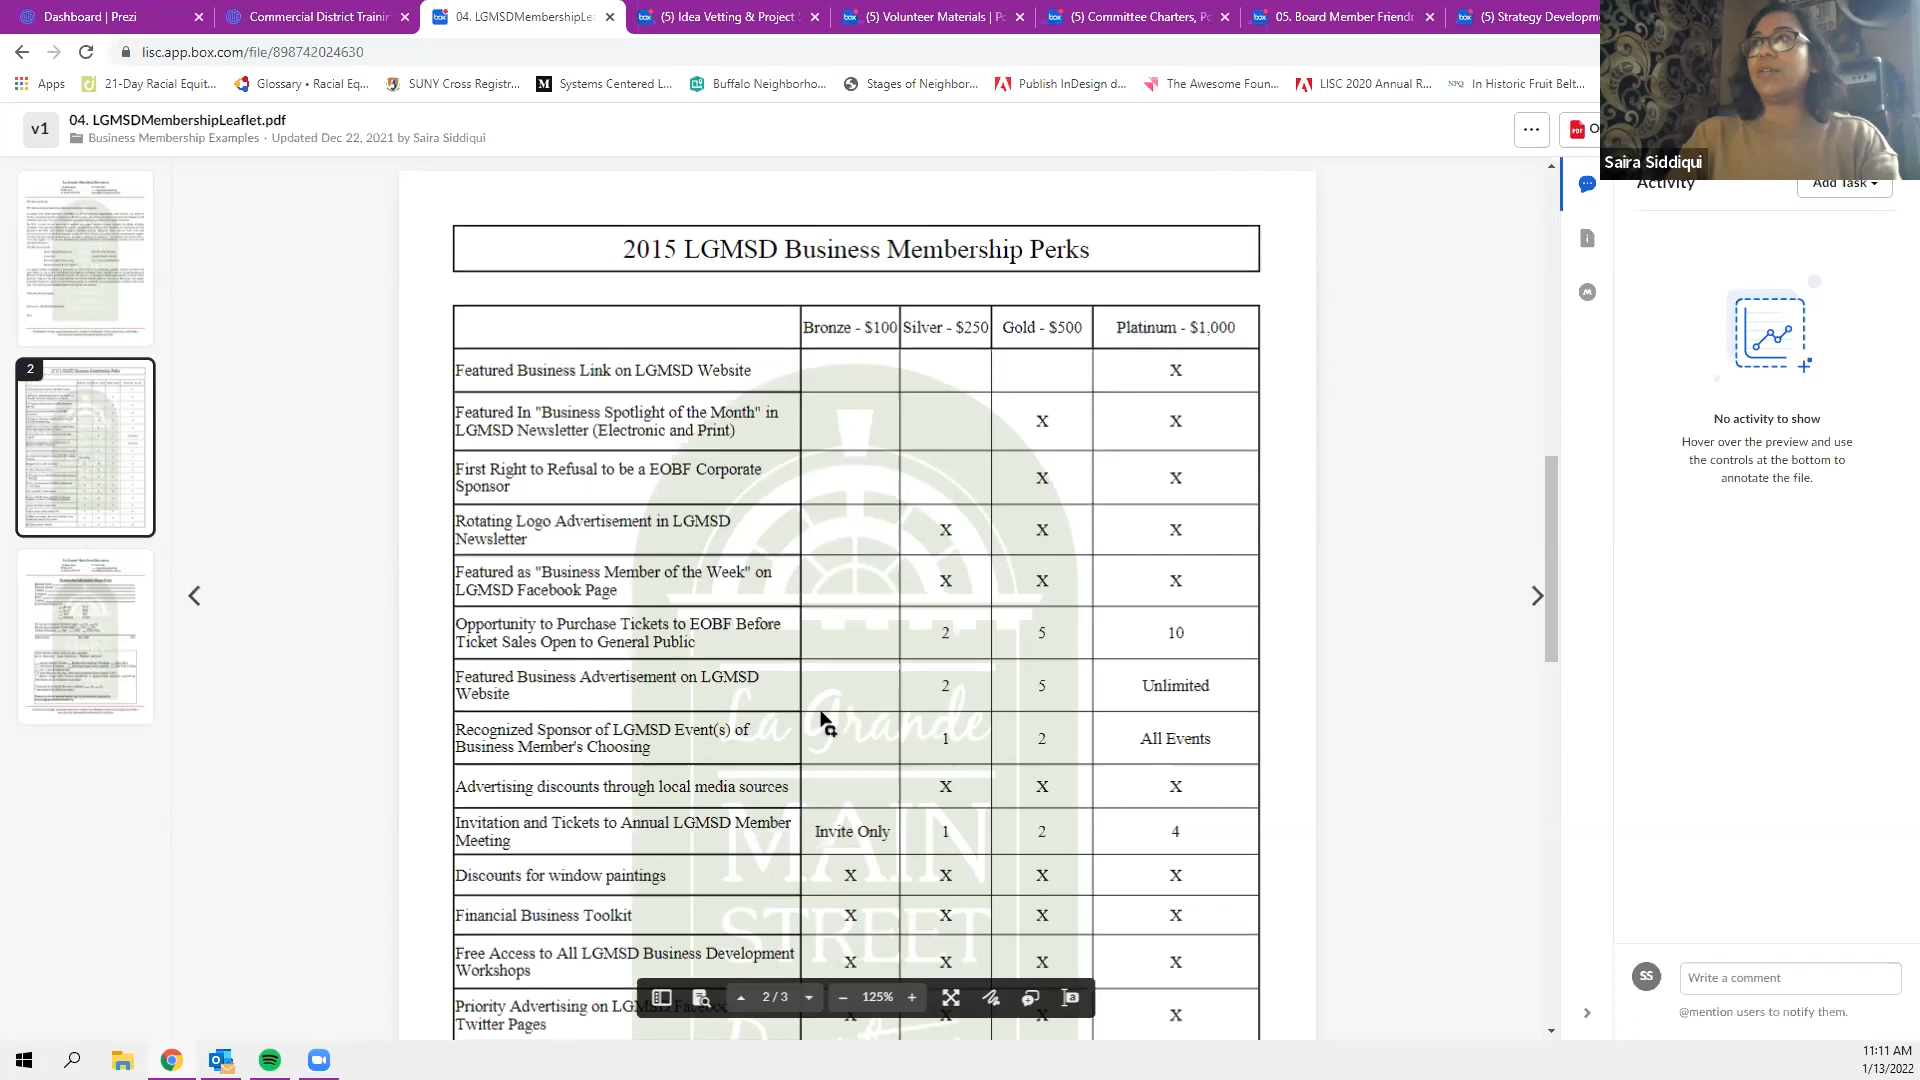 Dashboard | Prezi
Commercial District Trainin
04. LGMSDMembershipLea
(5) Idea Vetting & Project S
(5) Volunteer Materials | Po
(5) Committee Charters, Po
05. Board Member Friendr
(5) Strategy Developm
lisc.app.box.com/file/898742024630
Apps
21-Day Racial Equit...
Glossary • Racial Eq...
SUNY Cross Registr...
Systems Centered L...
Buffalo Neighborho...
Stages of Neighbor...
Publish InDesign d...
The Awesome Foun...
LISC 2020 Annual R...
NPQ
In Historic Fruit Belt...
v1
04. LGMSDMembershipLeaflet.pdf
Business Membership Examples · Updated Dec 22, 2021 by Saira Siddiqui
Saira Siddiqui
Activity
Add Task
2
2015 LGMSD Business Membership Perks
Bronze - $100 Silver - $250 Gold - $500 Platinum - $1,000
Featured Business Link on LGMSD Website X
Featured In "Business Spotlight of the Month" in
LGMSD Newsletter (Electronic and Print) X X
First Right to Refusal to be a EOBF Corporate
Sponsor X X
Rotating Logo Advertisement in LGMSD
Newsletter X X X
Featured as "Business Member of the Week" on
LGMSD Facebook Page X X X
Opportunity to Purchase Tickets to EOBF Before
Ticket Sales Open to General Public 2 5 10
Featured Business Advertisement on LGMSD
Website 2 5 Unlimited
Recognized Sponsor of LGMSD Event(s) of
Business Member's Choosing 1 2 All Events
Advertising discounts through local media sources X X X
Invitation and Tickets to Annual LGMSD Member
Meeting Invite Only 1 2 4
Discounts for window paintings X X X X
Financial Business Toolkit X X X X
Free Access to All LGMSD Business Development
Workshops X X X X
Priority Advertising on LGMSD Facebo
Twitter Pages X X X X
La Grande
MAIN
STREET
2 / 3
125%
No activity to show
Hover over the preview and use
the controls at the bottom to
annotate the file.
SS
Write a comment
@mention users to notify them.
11:11 AM
1/13/2022